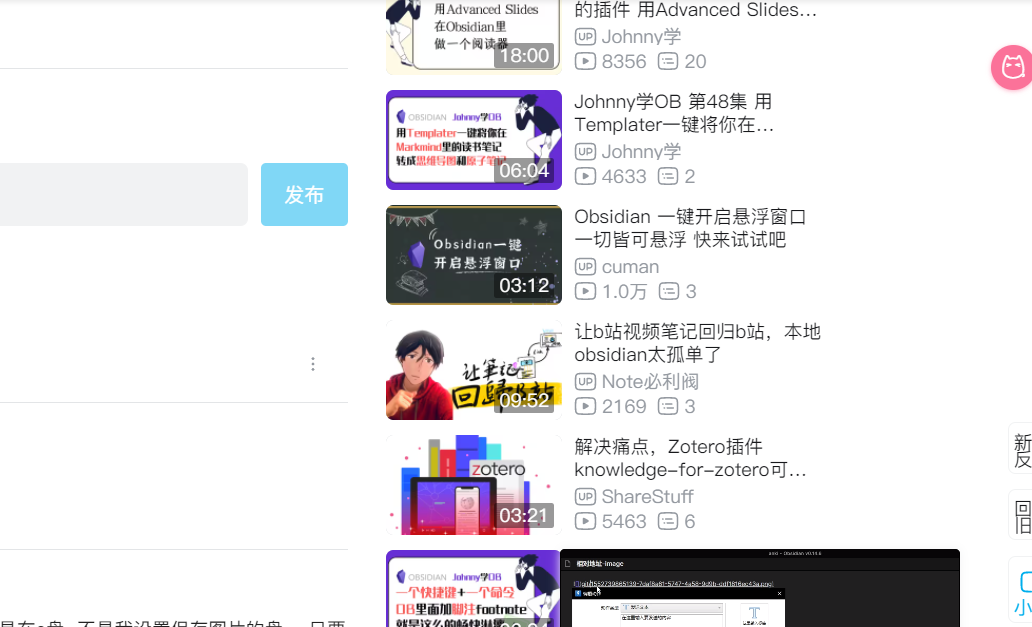 用Advanced Slides
在Obsidian里
做一个阅读器
18:00
的插件 用Advanced Slides...
UP Johnny学
8356 20
发布
OBSIDIAN Johnny学OB
用Templater一键将你在
Markmind里的读书笔记
转成思维导图和原子笔记
06:04
Johnny学OB 第48集 用
Templater一键将你在...
UP Johnny学
4633 2
Obsidian一键
开启悬浮窗口
03:12
Obsidian 一键开启悬浮窗口
一切皆可悬浮 快来试试吧
UP cuman
1.0万 3
让笔记
回归B站
09:52
让b站视频笔记回归b站，本地
obsidian太孤单了
UP Note必利阀
2169 3
zotero
03:21
解决痛点，Zotero插件
knowledge-for-zotero可...
UP ShareStuff
5463 6
新
反
回
旧
小
OBSIDIAN Johnny学OB
一个快捷键+一个命令
OB里面加脚注footnote
相对地址-image